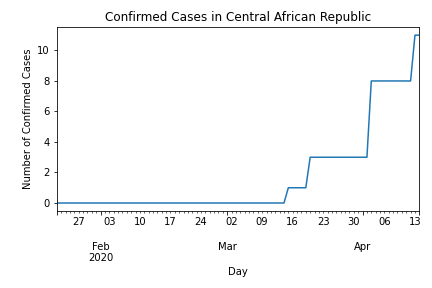 Confirmed Cases in Central African Republic
Number of Confirmed Cases
10
8
6
4
2
0
27 03 10 17 24 02 09 16 23 30 06 13
Feb Mar Apr
2020
Day